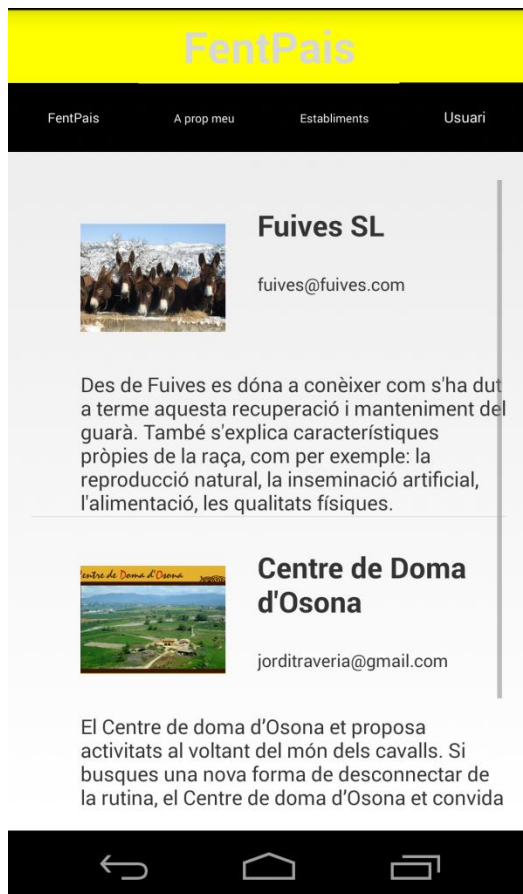 FentPais
FentPais A prop meu Establiments Usuari
Fuives SL
fuives@fuives.com
Des de Fuives es dóna a conèixer com s'ha dut
a terme aquesta recuperació i manteniment del
guarà. També s'explica característiques
pròpies de la raça, com per exemple: la
reproducció natural, la inseminació artificial,
l'alimentació, les qualitats físiques.
Centre de Doma d'Osona
Centre de Doma
d'Osona
jorditraveria@gmail.com
El Centre de doma d’Osona et proposa
activitats al voltant del món dels cavalls. Si
busques una nova forma de desconnectar de
la rutina, el Centre de doma d’Osona et convida